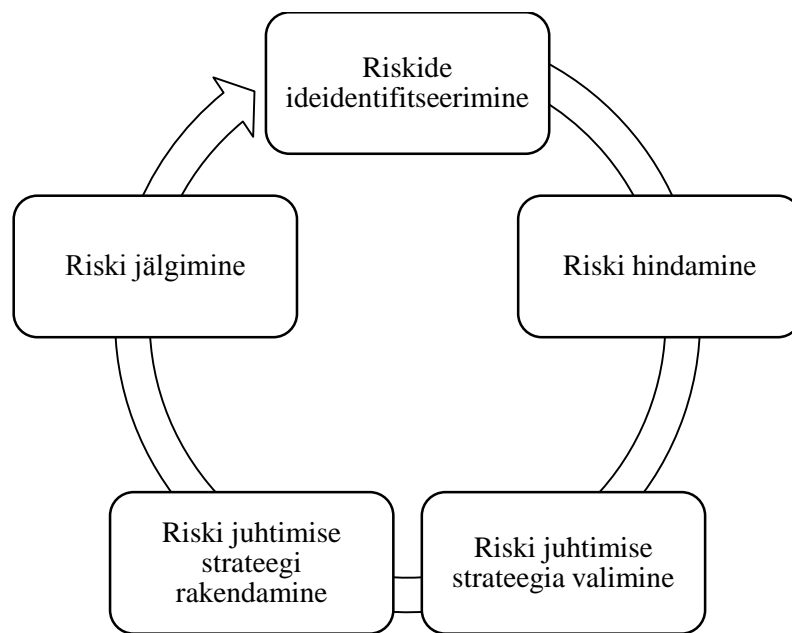 Riskide
ideidentifitseerimine
Riski hindamine
Riski juhtimise
strateegia valimine
Riski juhtimise
strateegi
rakendamine
Riski jälgimine